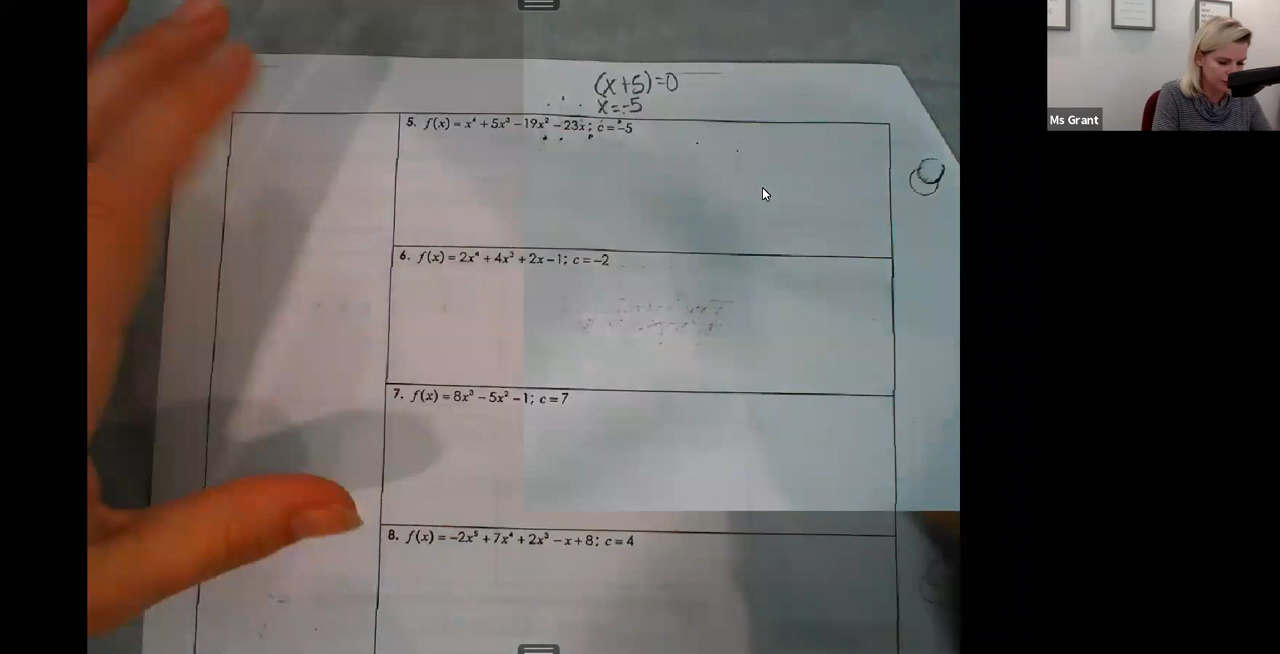 (x+5)=0
x=-5
5. f(x) = x⁴ + 5x³ − 19x² − 23x; c = −5
6. f(x) = 2x⁴ + 4x³ + 2x − 1; c = −2
7. f(x) = 8x³ − 5x² − 1; c = 7
8. f(x) = −2x⁵ + 7x⁴ + 2x³ − x + 8; c = 4
Ms Grant